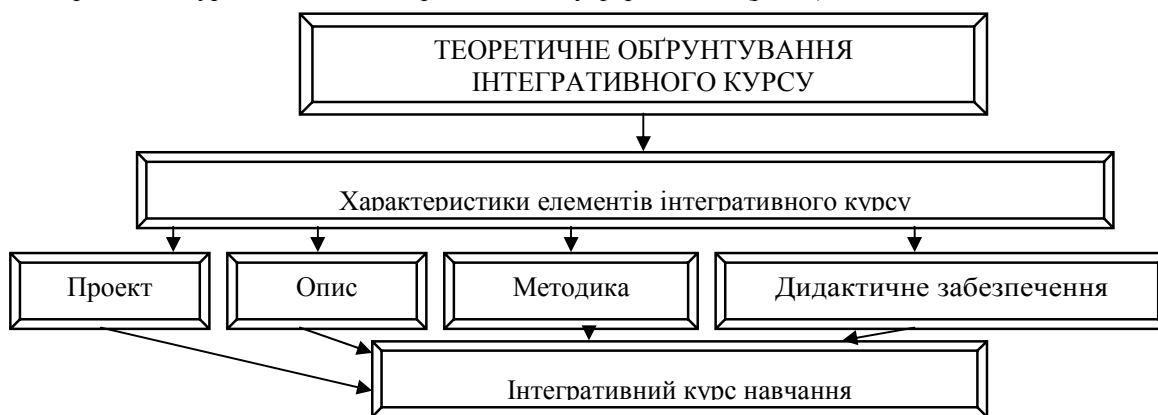 ТЕОРЕТИЧНЕ ОБҐРУНТУВАННЯ
ІНТЕГРАТИВНОГО КУРСУ
Характеристики елементів інтегративного курсу
Проект
Опис
Методика
Дидактичне забезпечення
Інтегративний курс навчання